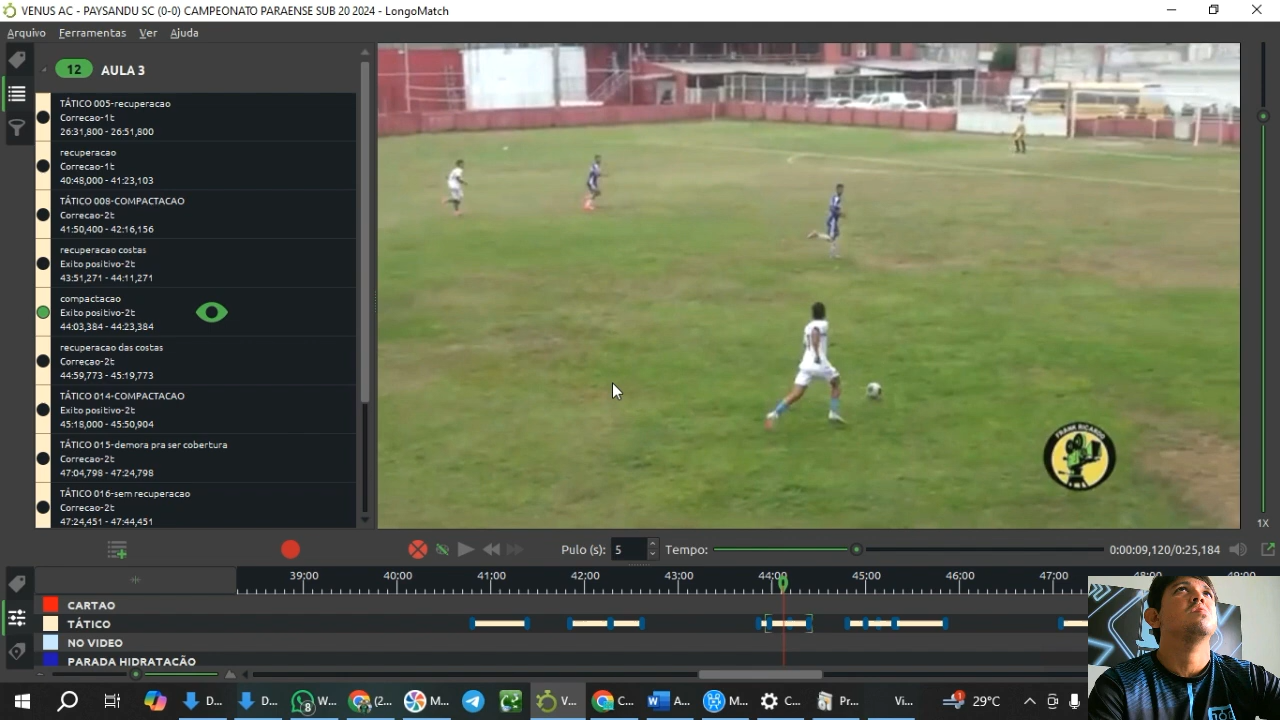 VENUS AC - PAYSANDU SC (0-0) CAMPEONATO PARAENSE SUB 20 2024 - LongoMatch
Arquivo Ferramentas Ver Ajuda
12 AULA 3
TÁTICO 005-recuperacao
Correcao-1t
26:31,800 - 26:51,800
recuperacao
Correcao-1t
40:48,000 - 41:23,103
TÁTICO 008-COMPACTACAO
Correcao-2t
41:50,400 - 42:16,156
recuperacao costas
Exito positivo-2t
43:51,271 - 44:11,271
compactacao
Exito positivo-2t
44:03,384 - 44:23,384
recuperacao das costas
Correcao-2t
44:59,773 - 45:19,773
TÁTICO 014-COMPACTACAO
Exito positivo-2t
45:18,000 - 45:50,904
TÁTICO 015-demora pra ser cobertura
Correcao-2t
47:04,798 - 47:24,798
TÁTICO 016-sem recuperacao
Correcao-2t
47:24,451 - 47:44,451
FRANK RICARDO
1X
Pulo (s): 5 Tempo: 0:00:09,120/0:25,184
39:00 40:00 41:00 42:00 43:00 44:00 45:00 46:00 47:00
CARTAO
TÁTICO
NO VIDEO
PARADA HIDRATACÃO
D... D... 8 W... (2... M... V... C... A... M... C... Pr... Vi... 1 29°C